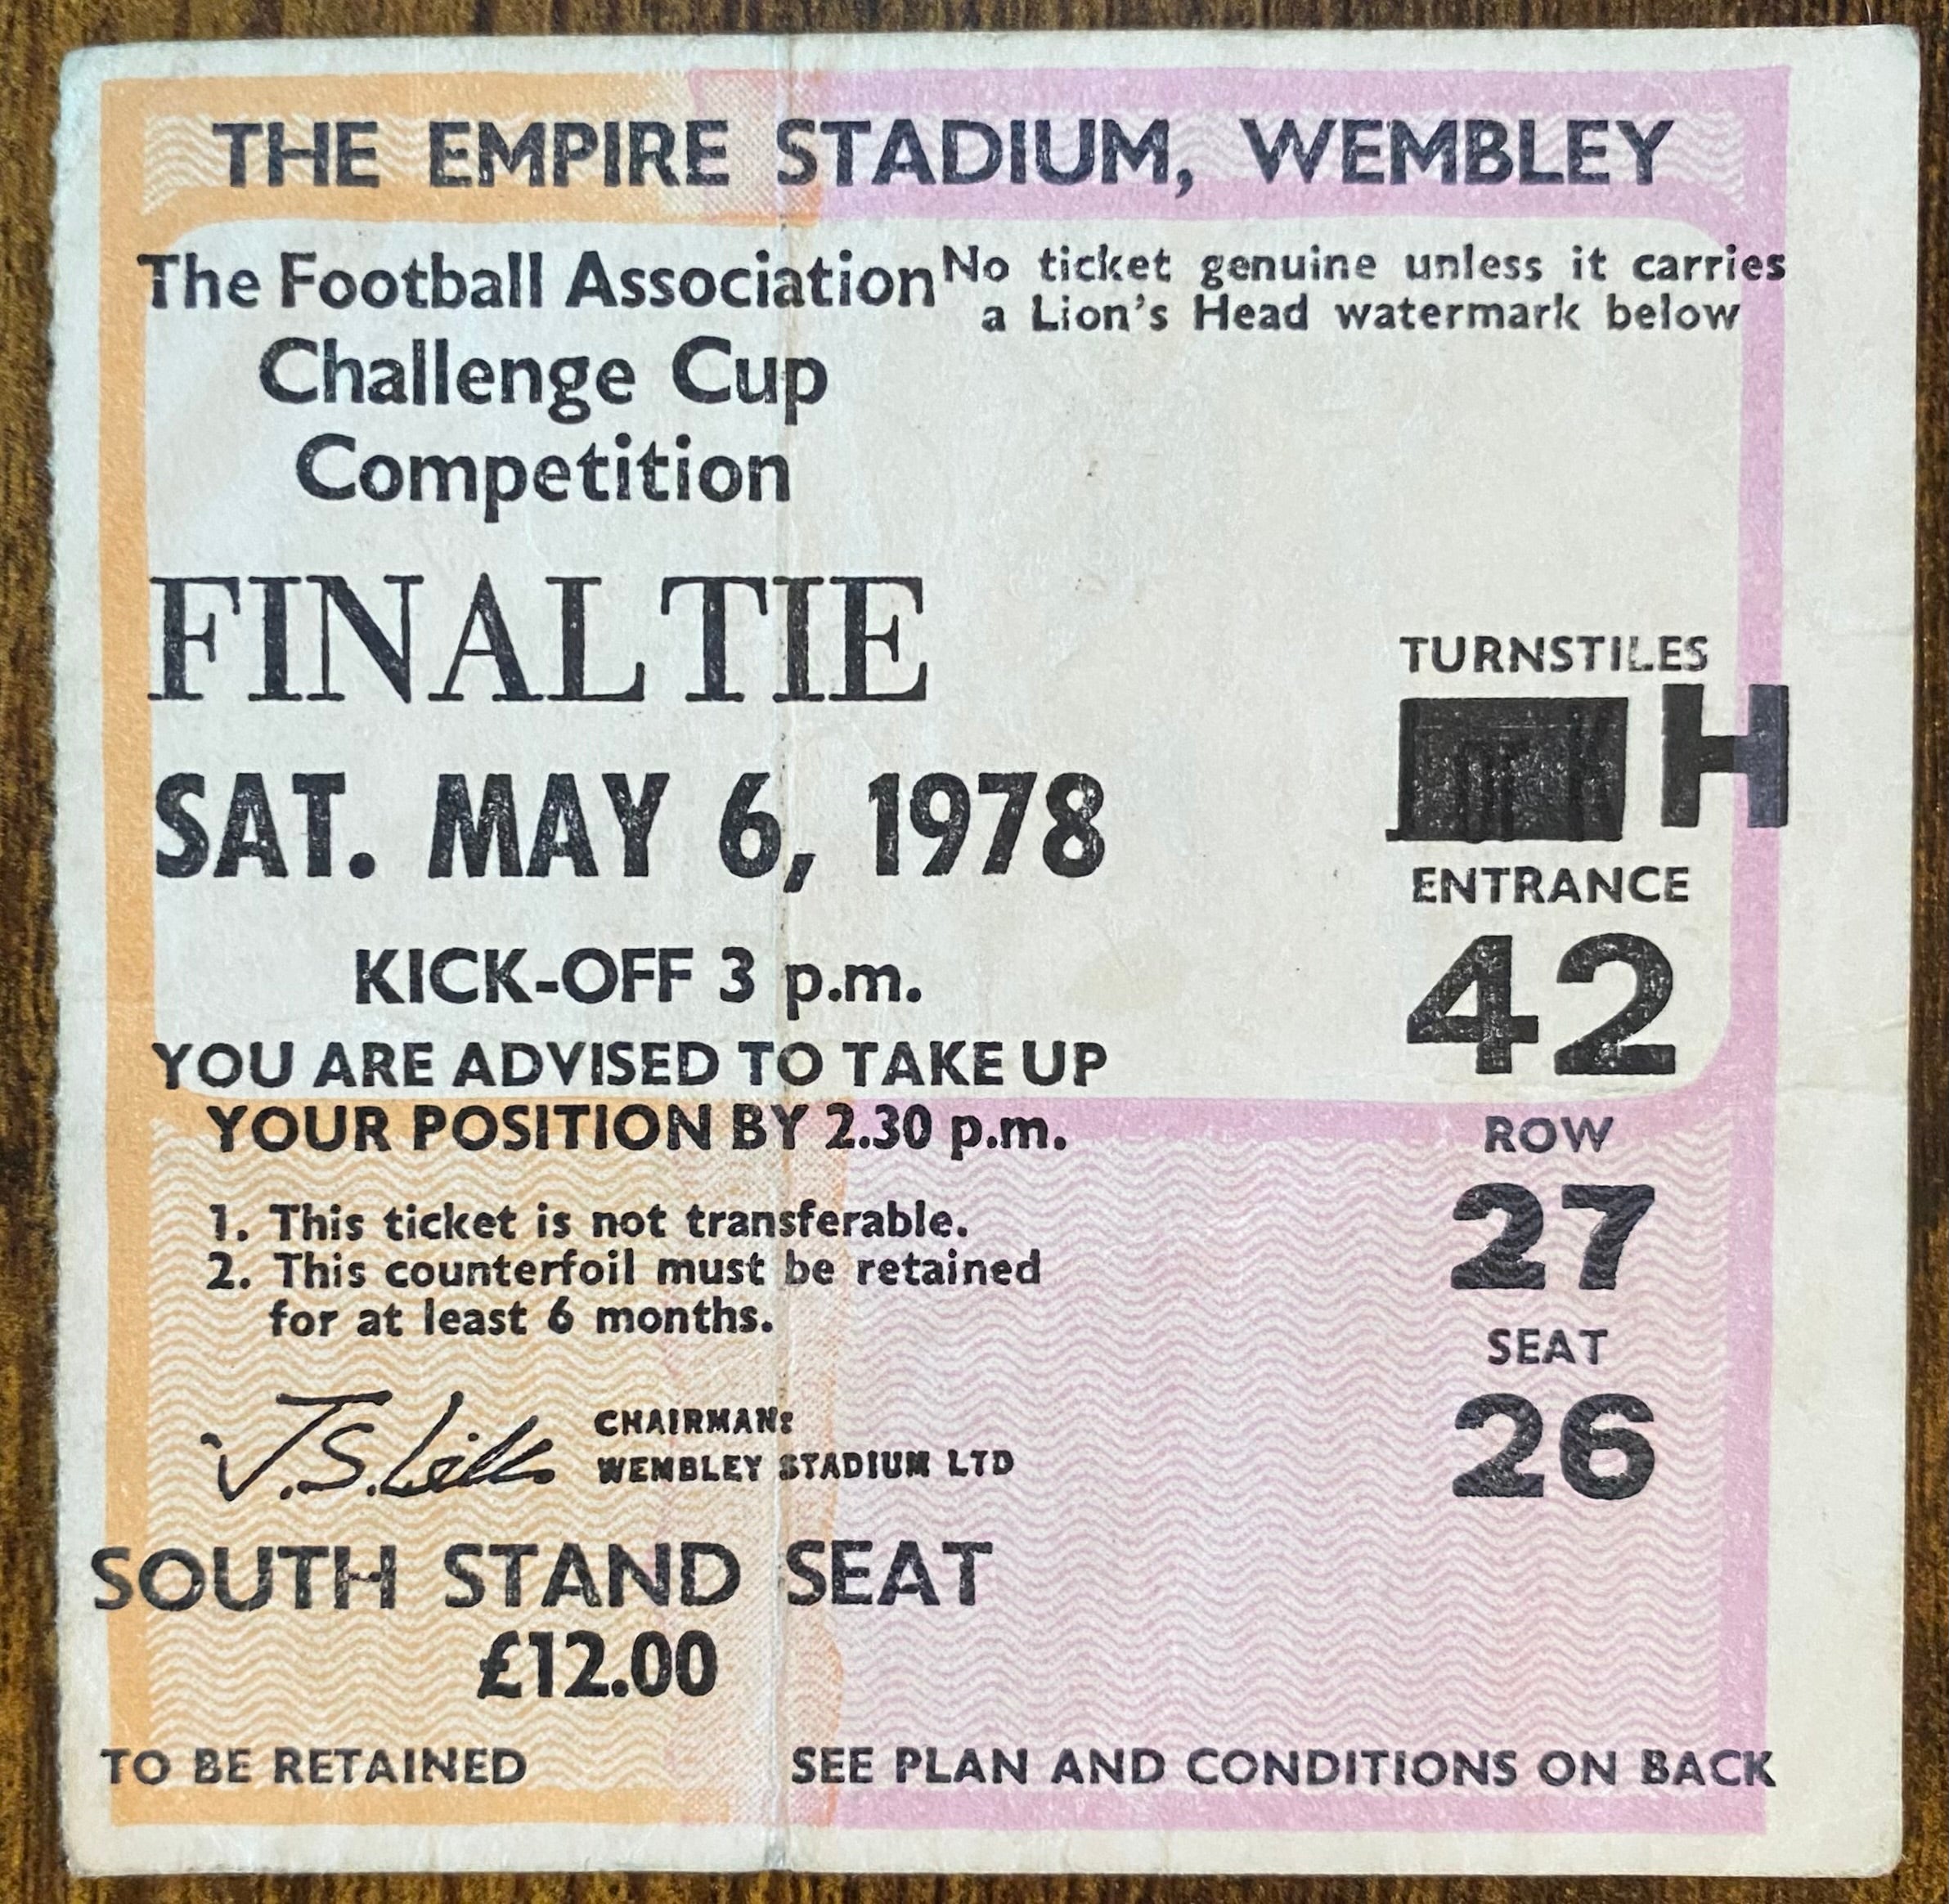 THE EMPIRE STADIUM, WEMBLEY
The Football Association
Challenge Cup
Competition
No ticket genuine unless it carries
a Lion's Head watermark below
FINAL TIE
SAT. MAY 6, 1978
KICK-OFF 3 p.m.
YOU ARE ADVISED TO TAKE UP
YOUR POSITION BY 2.30 p.m.
TURNSTILES
H
ENTRANCE
42
ROW
27
SEAT
26
1. This ticket is not transferable.
2. This counterfoil must be retained
for at least 6 months.
J.S.
CHAIRMAN:
WEMBLEY STADIUM LTD
SOUTH STAND SEAT
£12.00
TO BE RETAINED
SEE PLAN AND CONDITIONS ON BACK